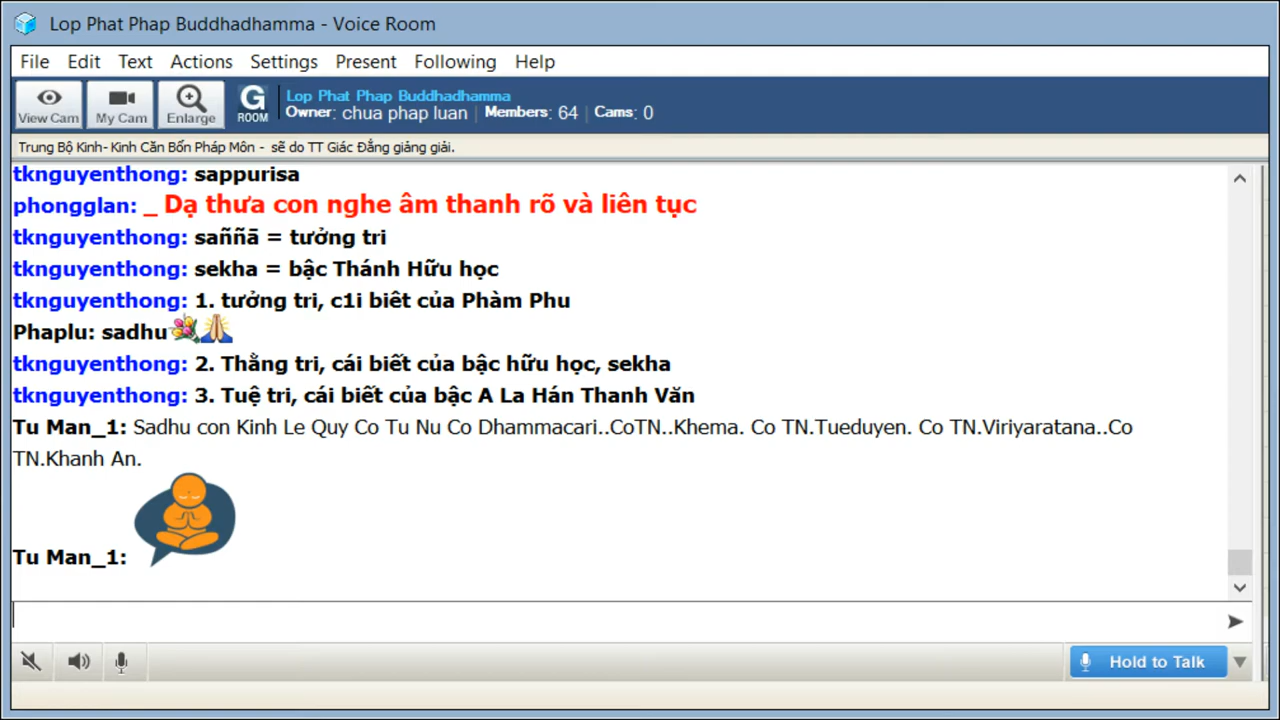 Lop Phat Phap Buddhadhamma - Voice Room
File Edit Text Actions Settings Present Following Help
View Cam My Cam Enlarge G ROOM Lop Phat Phap Buddhadhamma
Owner: chua phap luan | Members: 64 | Cams: 0
Trung Bộ Kinh- Kinh Căn Bổn Pháp Môn - sẽ do TT Giác Đẳng giảng giải.
tknguyenthong: sappurisa
phongglan: _ Dạ thưa con nghe âm thanh rõ và liên tục
tknguyenthong: saññā = tưởng tri
tknguyenthong: sekha = bậc Thánh Hữu học
tknguyenthong: 1. tưởng tri, c1i biêt của Phàm Phu
Phaplu: sadhu
tknguyenthong: 2. Thằng tri, cái biết của bậc hữu học, sekha
tknguyenthong: 3. Tuệ tri, cái biết của bậc A La Hán Thanh Văn
Tu Man_1: Sadhu con Kinh Le Quy Co Tu Nu Co Dhammacari..CoTN..Khema. Co TN.Tueduyen. Co TN.Viriyaratana..Co
TN.Khanh An.
Tu Man_1:
Hold to Talk